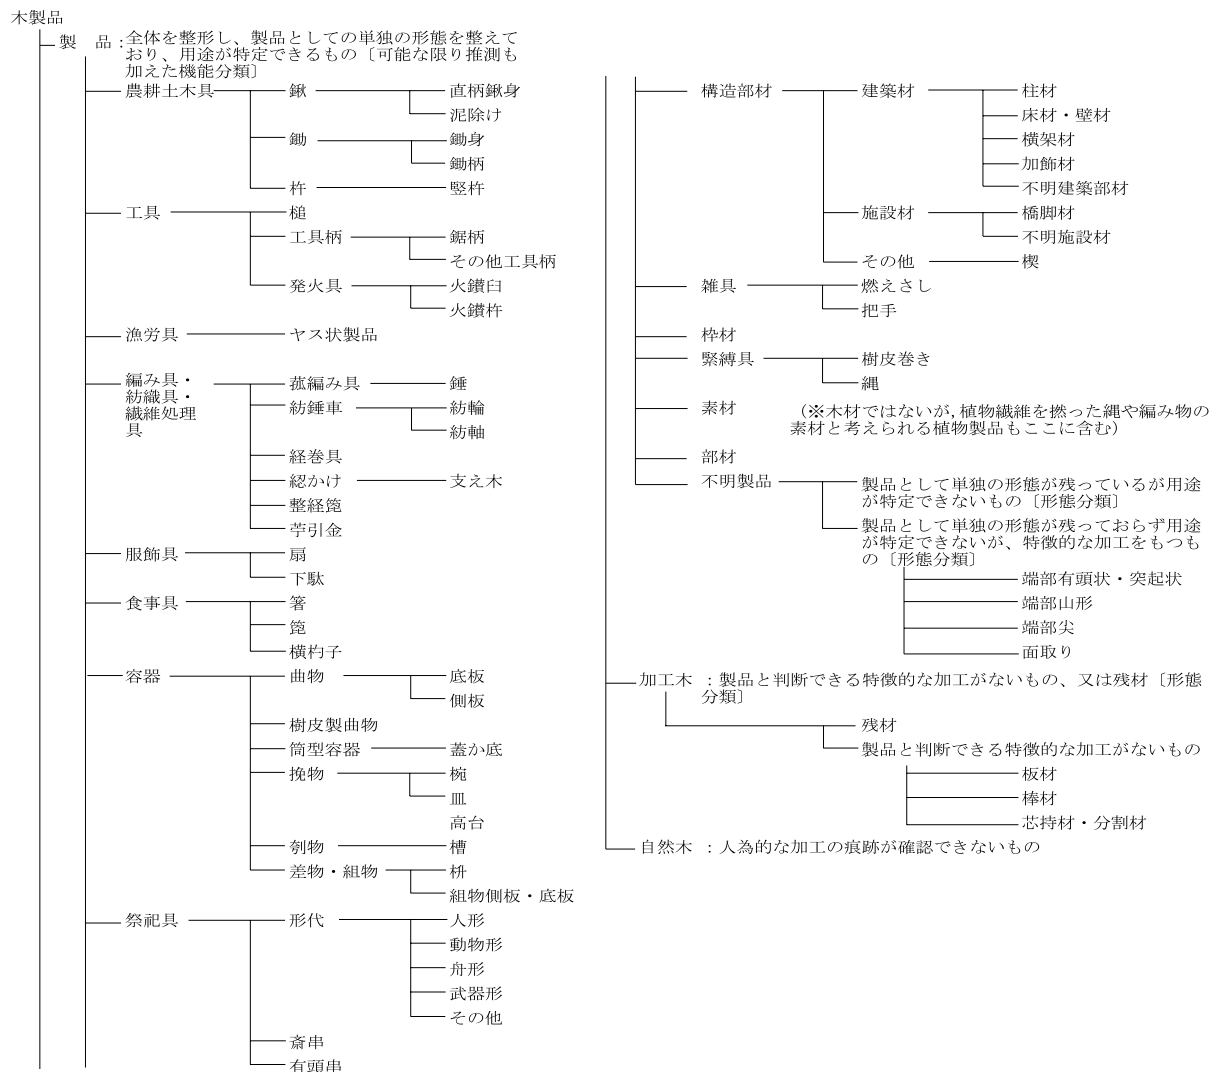 木製品
製　品：全体を整形し、製品としての単独の形態を整えて
おり、用途が特定できるもの〔可能な限り推測も
加えた機能分類〕
農耕土木具　鍬　直柄鍬身
泥除け
鋤　鋤身
鋤柄
杵　竪杵
工具　槌
工具柄　鋸柄
その他工具柄
発火具　火鑚臼
火鑚杵
漁労具　ヤス状製品
編み具・
紡織具・
繊維処理
具
菰編み具　錘
紡錘車　紡輪
紡軸
経巻具
綛かけ　支え木
整経箆
苧引金
服飾具　扇
下駄
食事具　箸
箆
横杓子
容器　曲物　底板
側板
樹皮製曲物
筒型容器　蓋か底
挽物　椀
皿
高台
刳物　槽
差物・組物　枡
組物側板・底板
祭祀具　形代　人形
動物形
舟形
武器形
その他
斎串
有頭串
構造部材　建築材　柱材
床材・壁材
横架材
加飾材
不明建築部材
施設材　橋脚材
不明施設材
その他　楔
雑具　燃えさし
把手
枠材
緊縛具　樹皮巻き
縄
素材　（※木材ではないが,植物繊維を撚った縄や編み物の
素材と考えられる植物製品もここに含む）
部材
不明製品　製品として単独の形態が残っているが用途
が特定できないもの〔形態分類〕
製品として単独の形態が残っておらず用途
が特定できないが、特徴的な加工をもつも
の〔形態分類〕
端部有頭状・突起状
端部山形
端部尖
面取り
加工木　：製品と判断できる特徴的な加工がないもの、又は残材〔形態
分類〕
残材
製品と判断できる特徴的な加工がないもの
板材
棒材
芯持材・分割材
自然木　：人為的な加工の痕跡が確認できないもの